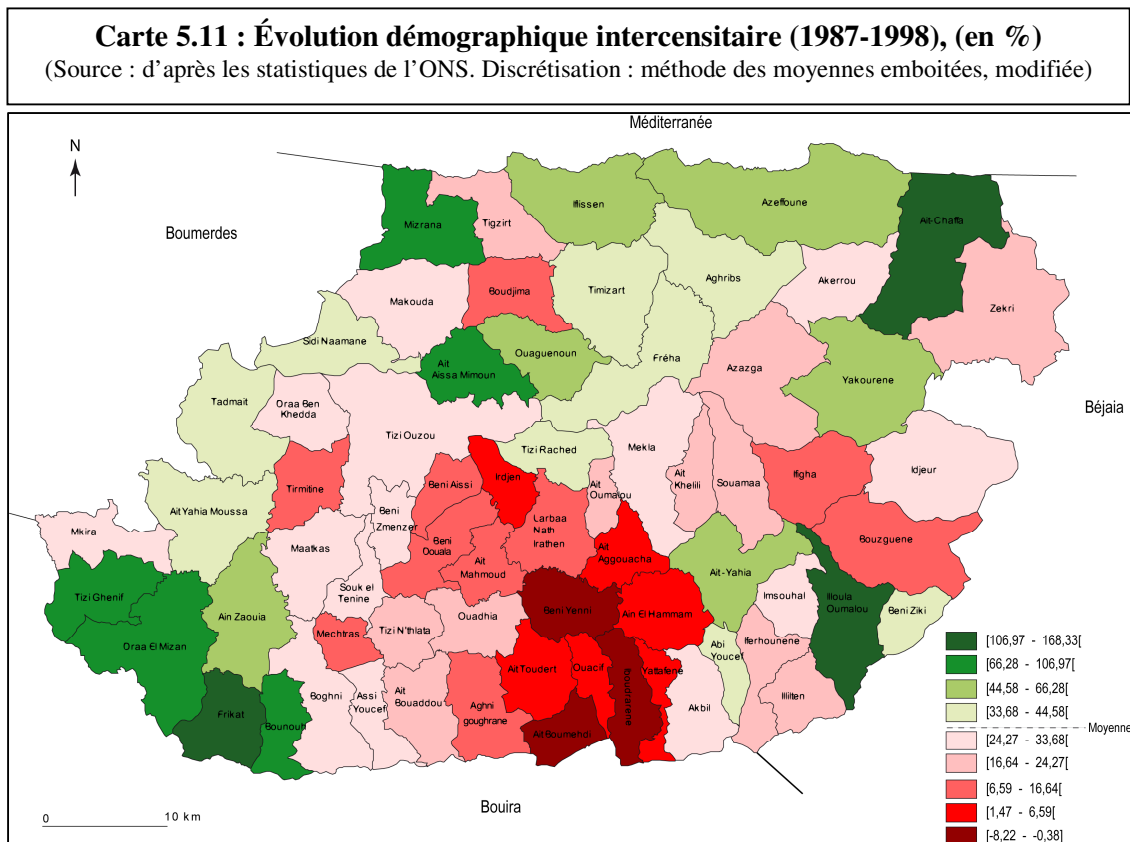 Carte 5.11 : Évolution démographique intercensitaire (1987-1998), (en %)
(Source : d'après les statistiques de l'ONS. Discrétisation : méthode des moyennes emboitées, modifiée)
Méditerranée
N
Boumerdes
Mizrana
Tigzirt
Iflissen
Azeffoune
Ait-Chaffa
Makouda
Boudjima
Timizart
Aghribs
Akerrou
Zekri
Sidi Naamane
Ait
Aissa Mimoun
Ouaguenoun
Fréha
Azazga
Yakourene
Béjaia
Tadmait
Draa Ben
Khedda
Tizi Ouzou
Tizi Rached
Mekla
Ait
Khelili
Souamaa
Ifigha
Idjeur
Tirmitine
Beni Aissi
Irdjen
Ait
Oumalou
Ait Yahia Moussa
Beni
Zmenzer
Larbaa
Nath
Irathen
Mkira
Maatkas
Beni
Douala
Ait
Mahmoud
Ait
Aggouacha
Ait-Yahia
Bouzguene
Tizi Ghenif
Ain Zaouia
Souk el
Tenine
Ouadhia
Beni Yenni
Ain El Hammam
Imsouhal
Illoula
Oumalou
Beni Ziki
Draa El Mizan
Mechtras
Tizi N'thlata
Abi
Youcef
Iferhounene
Frikat
Bounouh
Boghni
Assi
Youcef
Ait
Bouaddou
Aghni
goughrane
Ait Toudert
Ouacif
Iboudrarene
Yattafene
Akbil
Illilten
Ait Boumehdi
Bouira
0 10 km
[106,97 - 168,33[
[66,28 - 106,97[
[44,58 - 66,28[
[33,68 - 44,58[
Moyenne
[24,27 - 33,68[
[16,64 - 24,27[
[6,59 - 16,64[
[1,47 - 6,59[
[-8,22 - -0,38]